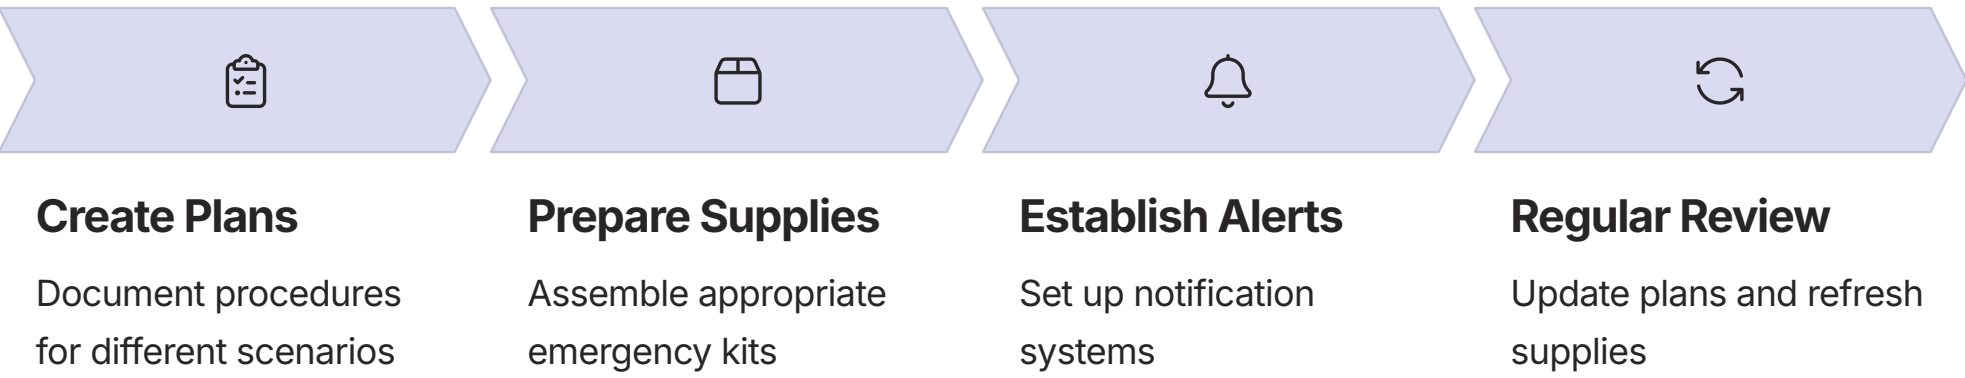 Create Plans
Document procedures
for different scenarios
Prepare Supplies
Assemble appropriate
emergency kits
Establish Alerts
Set up notification
systems
Regular Review
Update plans and refresh
supplies